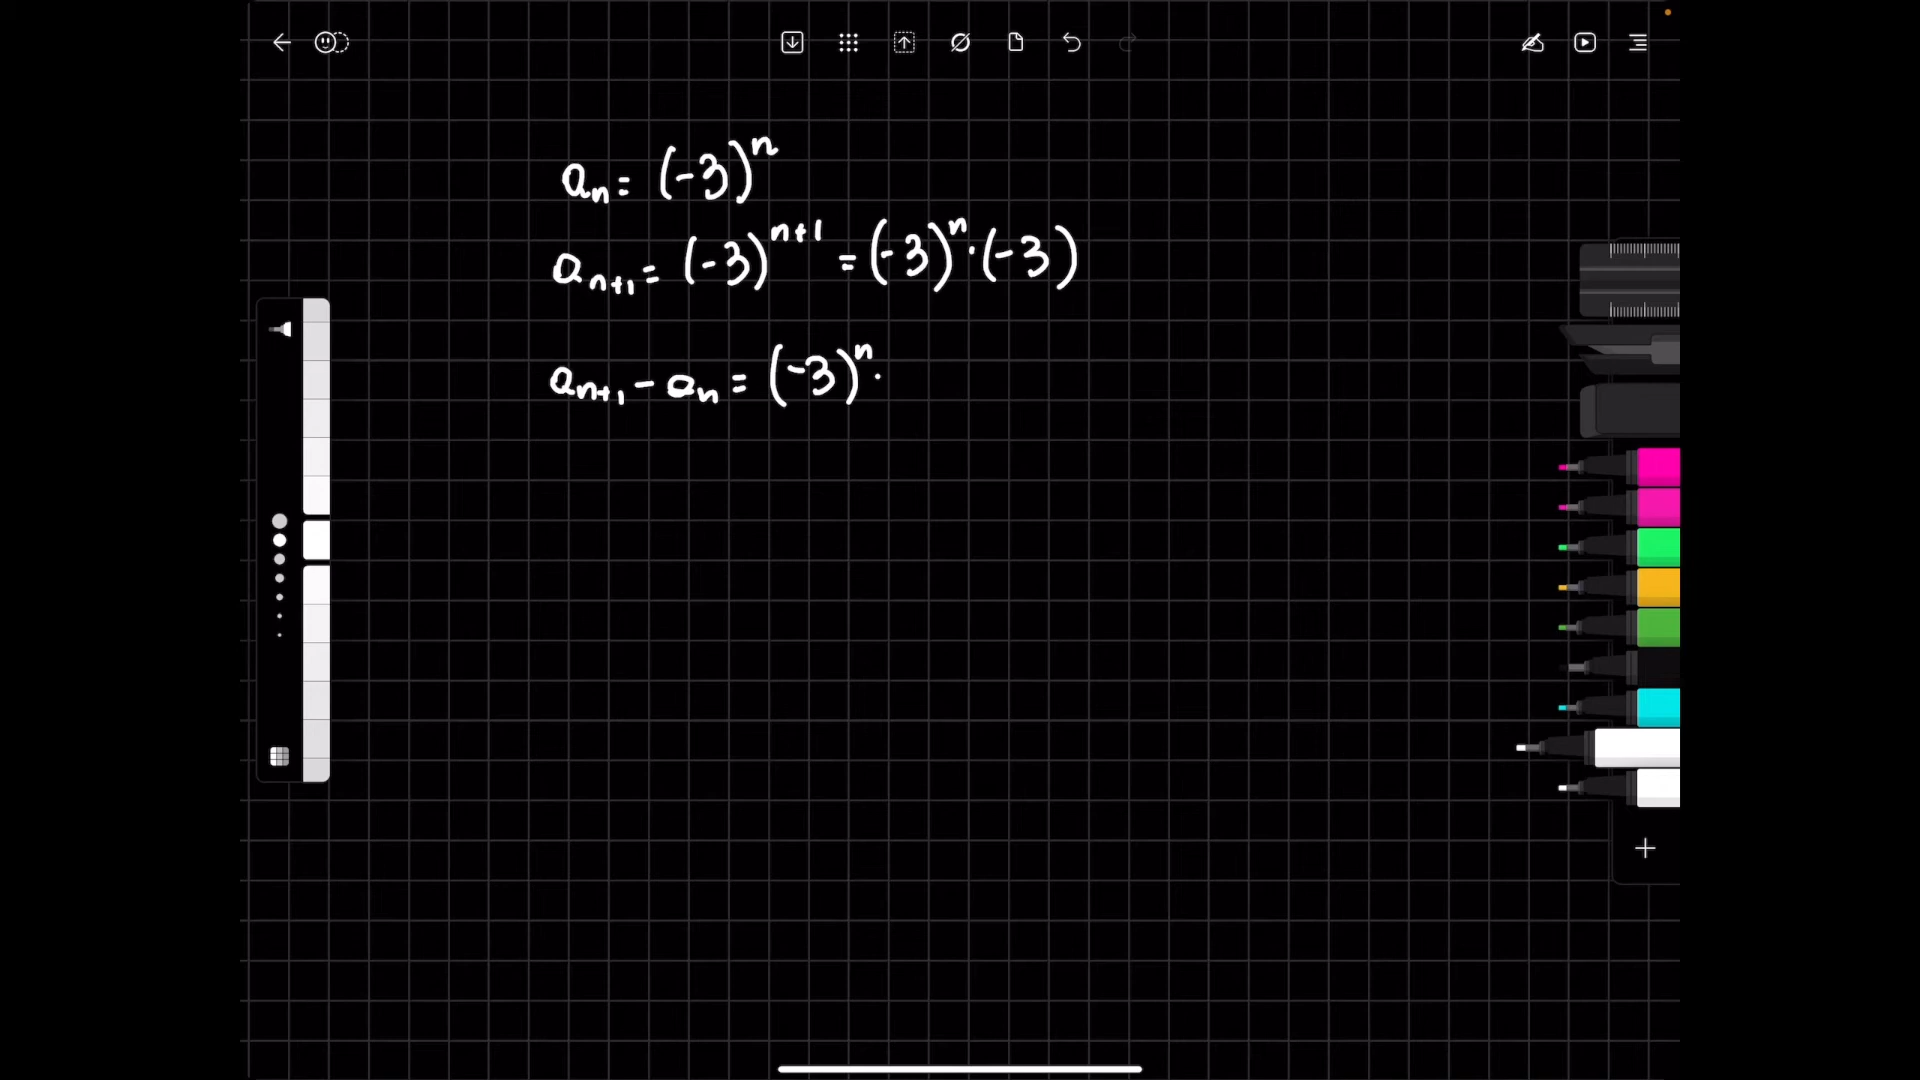 aₙ = (-3)ⁿ
aₙ₊₁ = (-3)ⁿ⁺¹ = (-3)ⁿ · (-3)
aₙ₊₁ - aₙ = (-3)ⁿ ·